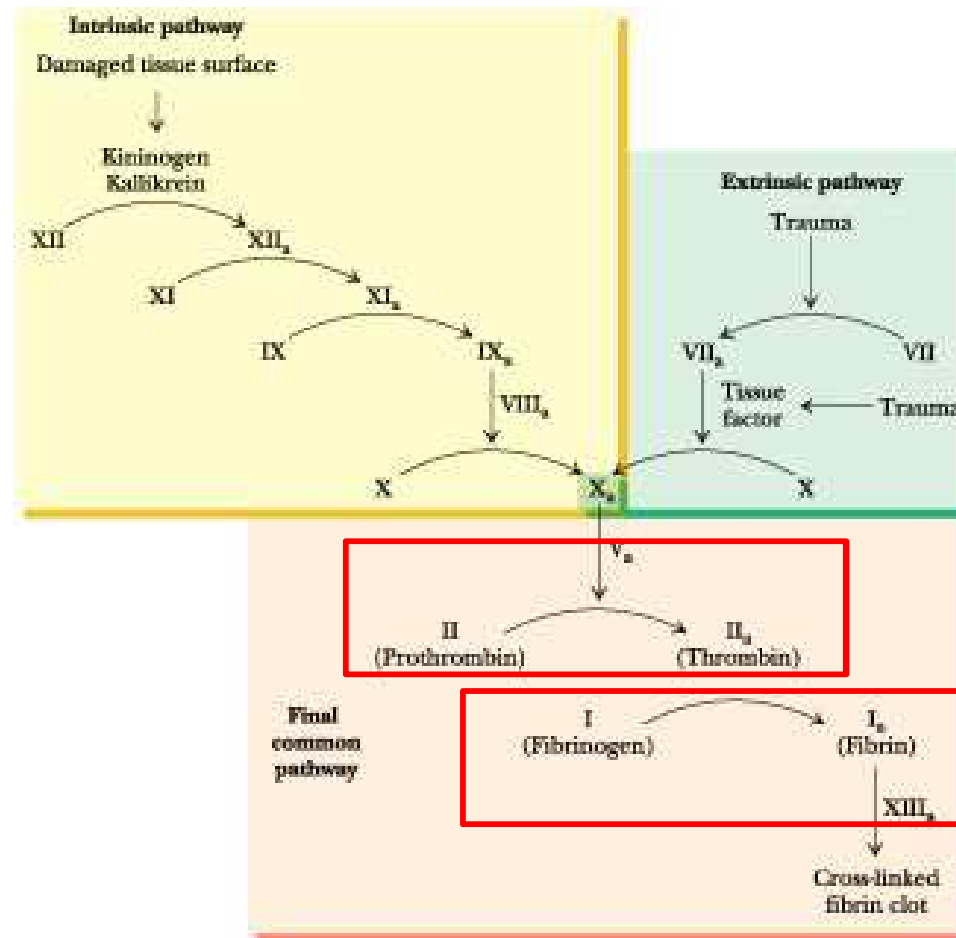 Intrinsic pathway
Damaged tissue surface
Kininogen
Kallikrein
XII
XIIa
XI
XIa
IX
IXa
VIIIa
X
Xa
Extrinsic pathway
Trauma
VIIa
VII
Tissue
factor
Trauma
X
Va
II
(Prothrombin)
IIa
(Thrombin)
Final
common
pathway
I
(Fibrinogen)
Ia
(Fibrin)
XIIIa
Cross-linked
fibrin clot